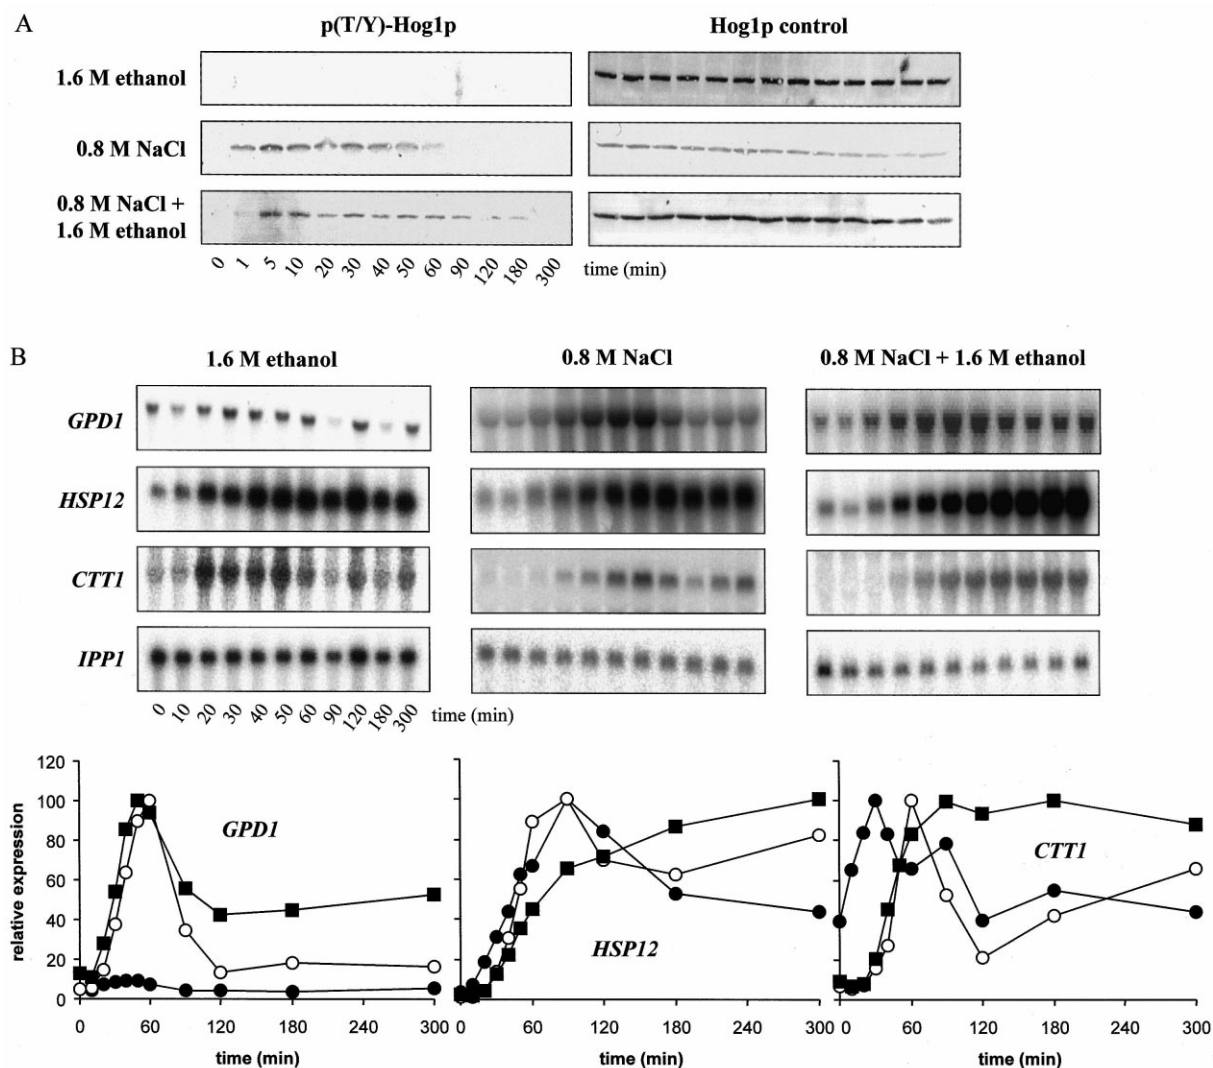 A
p(T/Y)-Hog1p
Hog1p control
1.6 M ethanol
0.8 M NaCl
0.8 M NaCl +
1.6 M ethanol
0 1 5 10 20 30 40 50 60 90 120 180 300 time (min)
B
1.6 M ethanol
0.8 M NaCl
0.8 M NaCl + 1.6 M ethanol
GPD1
HSP12
CTT1
IPP1
0 10 20 30 40 50 60 90 120 180 300 time (min)
relative expression
120
100
80
60
40
20
0
GPD1
HSP12
CTT1
0 60 120 180 240 300
0 60 120 180 240 300
0 60 120 180 240 300
time (min)
time (min)
time (min)